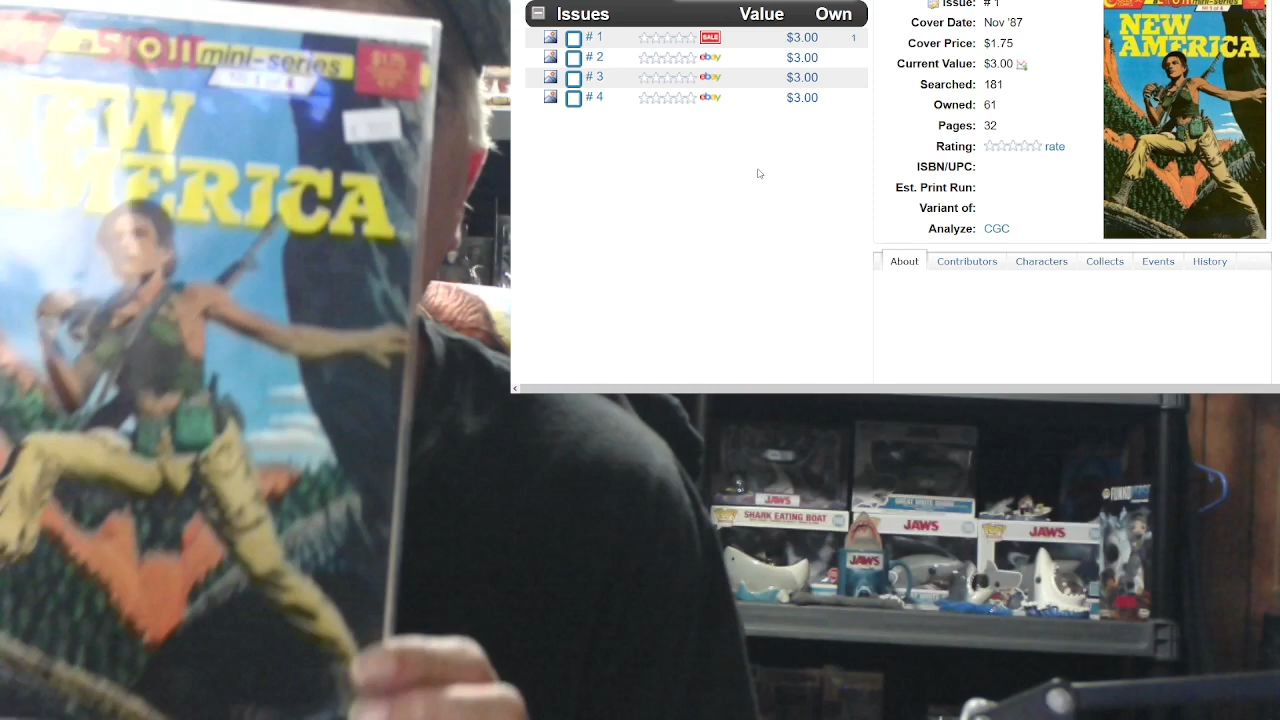 mini-series
NEW
AMERICA
Issues Value Own
# 1 SALE $3.00 1
# 2 ebay $3.00
# 3 ebay $3.00
# 4 ebay $3.00
Issue: # 1
Cover Date: Nov '87
Cover Price: $1.75
Current Value: $3.00
Searched: 181
Owned: 61
Pages: 32
Rating: rate
ISBN/UPC:
Est. Print Run:
Variant of:
Analyze: CGC
NEW
AMERICA
About Contributors Characters Collects Events History
JAWS
SHARK EATING BOAT
JAWS
JAWS
JAWS
FUNKO